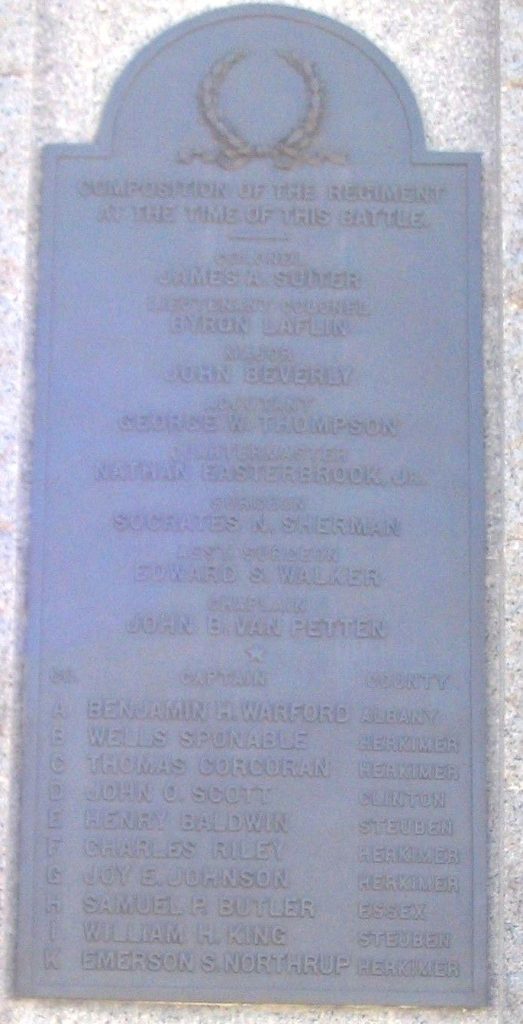 COMPOSITION OF THE REGIMENT
AT THE TIME OF THIS BATTLE.
COLONEL
JAMES A. SUITER
LIEUTENANT COLONEL
BYRON LAFLIN
MAJOR
JOHN BEVERLY
ADJUTANT
GEORGE W. THOMPSON
QUARTERMASTER
NATHAN EASTERBROOK, JR.
SURGEON
SOCRATES N. SHERMAN
ASS'T SURGEON
EDWARD S. WALKER
CHAPLAIN
JOHN B. VAN PETTEN
CO. CAPTAIN COUNTY
A BENJAMIN H. WARFORD ALBANY
B WELLS SPONABLE HERKIMER
C THOMAS CORCORAN HERKIMER
D JOHN O. SCOTT CLINTON
E HENRY BALDWIN STEUBEN
F CHARLES RILEY HERKIMER
G JOY E. JOHNSON HERKIMER
H SAMUEL P. BUTLER ESSEX
I WILLIAM H. KING STEUBEN
K EMERSON S. NORTHRUP HERKIMER